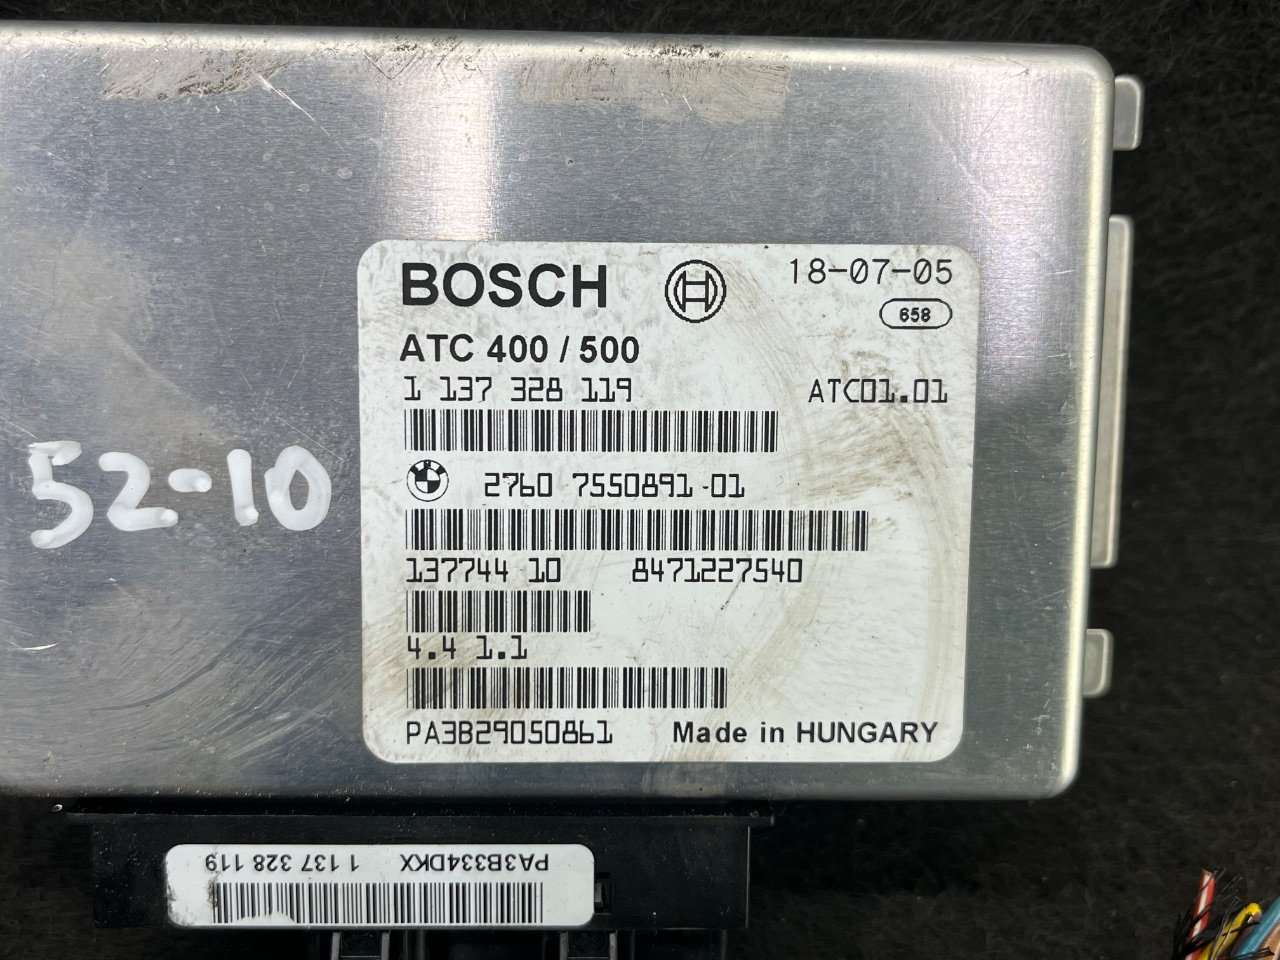 BOSCH
18-07-05
658
ATC 400 / 500
1 137 328 119
ATC01.01
2760 7550891-01
137744 10 8471227540
4.4 1.1
PA3B29050861
Made in HUNGARY
52-10
PA3B334DKX 1 137 328 119